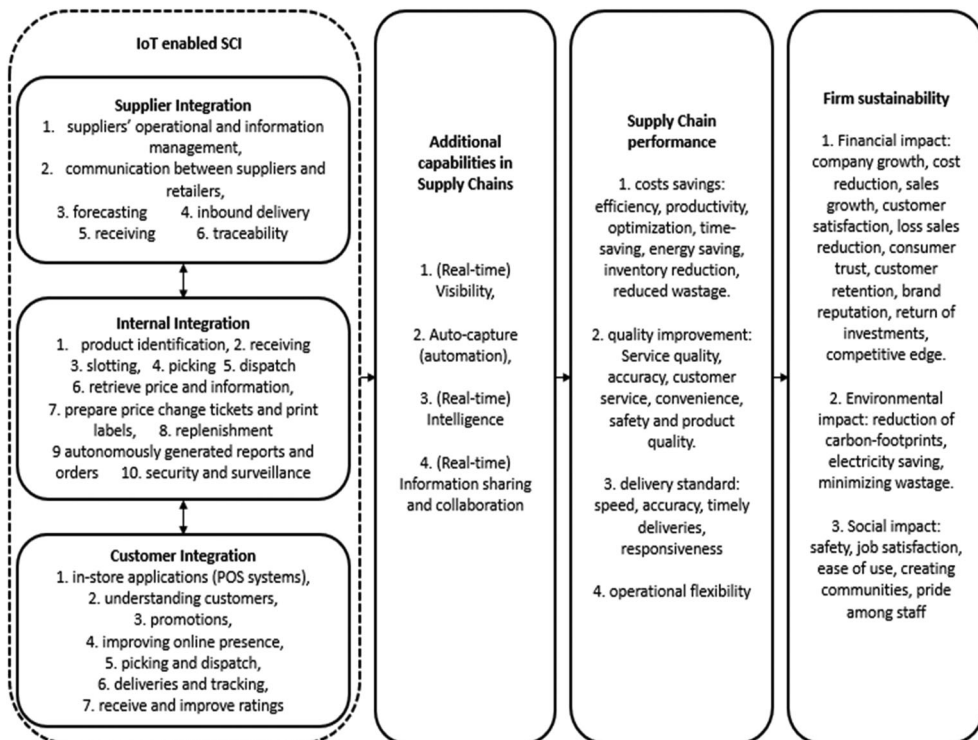 IoT enabled SCI
Supplier Integration
1. suppliers’ operational and information
management,
2. communication between suppliers and
retailers,
3. forecasting 4. inbound delivery
5. receiving 6. traceability
Internal Integration
1. product identification, 2. receiving
3. slotting, 4. picking 5. dispatch
6. retrieve price and information,
7. prepare price change tickets and print
labels, 8. replenishment
9 autonomously generated reports and
orders 10. security and surveillance
Customer Integration
1. in-store applications (POS systems),
2. understanding customers,
3. promotions,
4. improving online presence,
5. picking and dispatch,
6. deliveries and tracking,
7. receive and improve ratings
Additional
capabilities in
Supply Chains
1. (Real-time)
Visibility,
2. Auto-capture
(automation),
3. (Real-time)
Intelligence
4. (Real-time)
Information sharing
and collaboration
Supply Chain
performance
1. costs savings:
efficiency, productivity,
optimization, time-
saving, energy saving,
inventory reduction,
reduced wastage.
2. quality improvement:
Service quality,
accuracy, customer
service, convenience,
safety and product
quality.
3. delivery standard:
speed, accuracy, timely
deliveries,
responsiveness
4. operational flexibility
Firm sustainability
1. Financial impact:
company growth, cost
reduction, sales
growth, customer
satisfaction, loss sales
reduction, consumer
trust, customer
retention, brand
reputation, return of
investments,
competitive edge.
2. Environmental
impact: reduction of
carbon-footprints,
electricity saving,
minimizing wastage.
3. Social impact:
safety, job satisfaction,
ease of use, creating
communities, pride
among staff